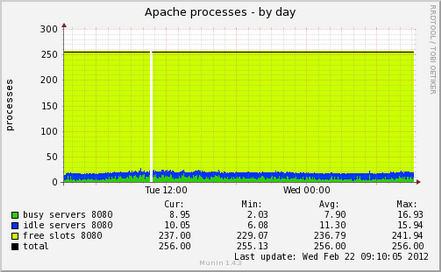 Apache processes - by day
RRDTOOL / TOBI OETIKER
processes
300
250
200
150
100
50
0
Tue 12:00 Wed 00:00
Cur: Min: Avg: Max:
busy servers 8080 8.95 2.03 7.90 16.93
idle servers 8080 10.05 6.08 11.30 15.94
free slots 8080 237.00 229.07 236.79 241.94
total 256.00 255.13 256.00 256.00
Last update: Wed Feb 22 09:10:05 2012
Munin 1.4.3